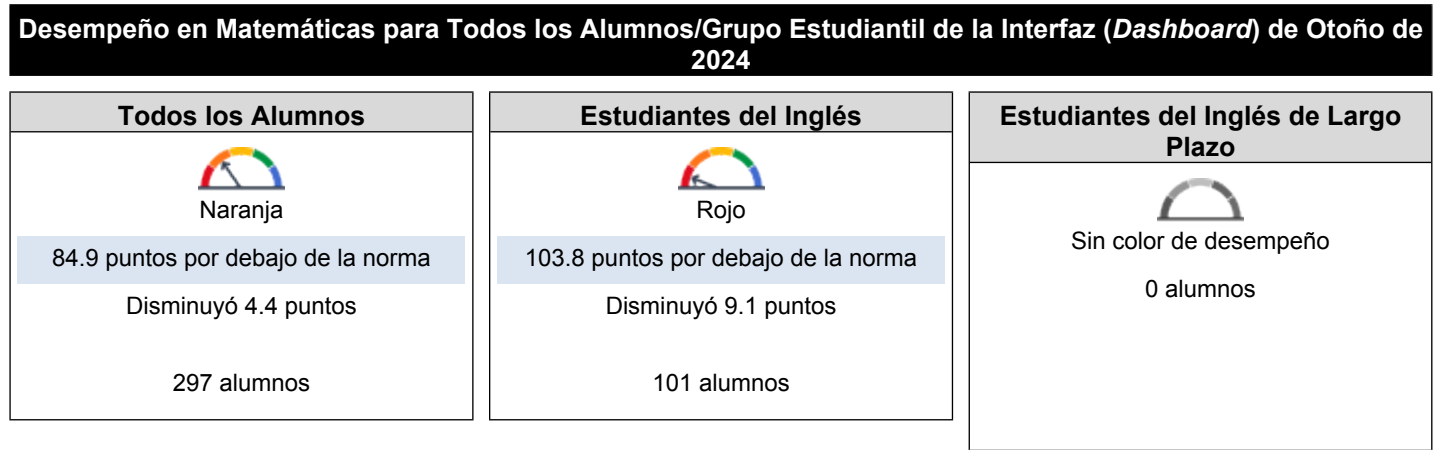 Desempeño en Matemáticas para Todos los Alumnos/Grupo Estudiantil de la Interfaz (Dashboard) de Otoño de
2024
Todos los Alumnos
Naranja
84.9 puntos por debajo de la norma
Disminuyó 4.4 puntos
297 alumnos
Estudiantes del Inglés
Rojo
103.8 puntos por debajo de la norma
Disminuyó 9.1 puntos
101 alumnos
Estudiantes del Inglés de Largo
Plazo
Sin color de desempeño
0 alumnos